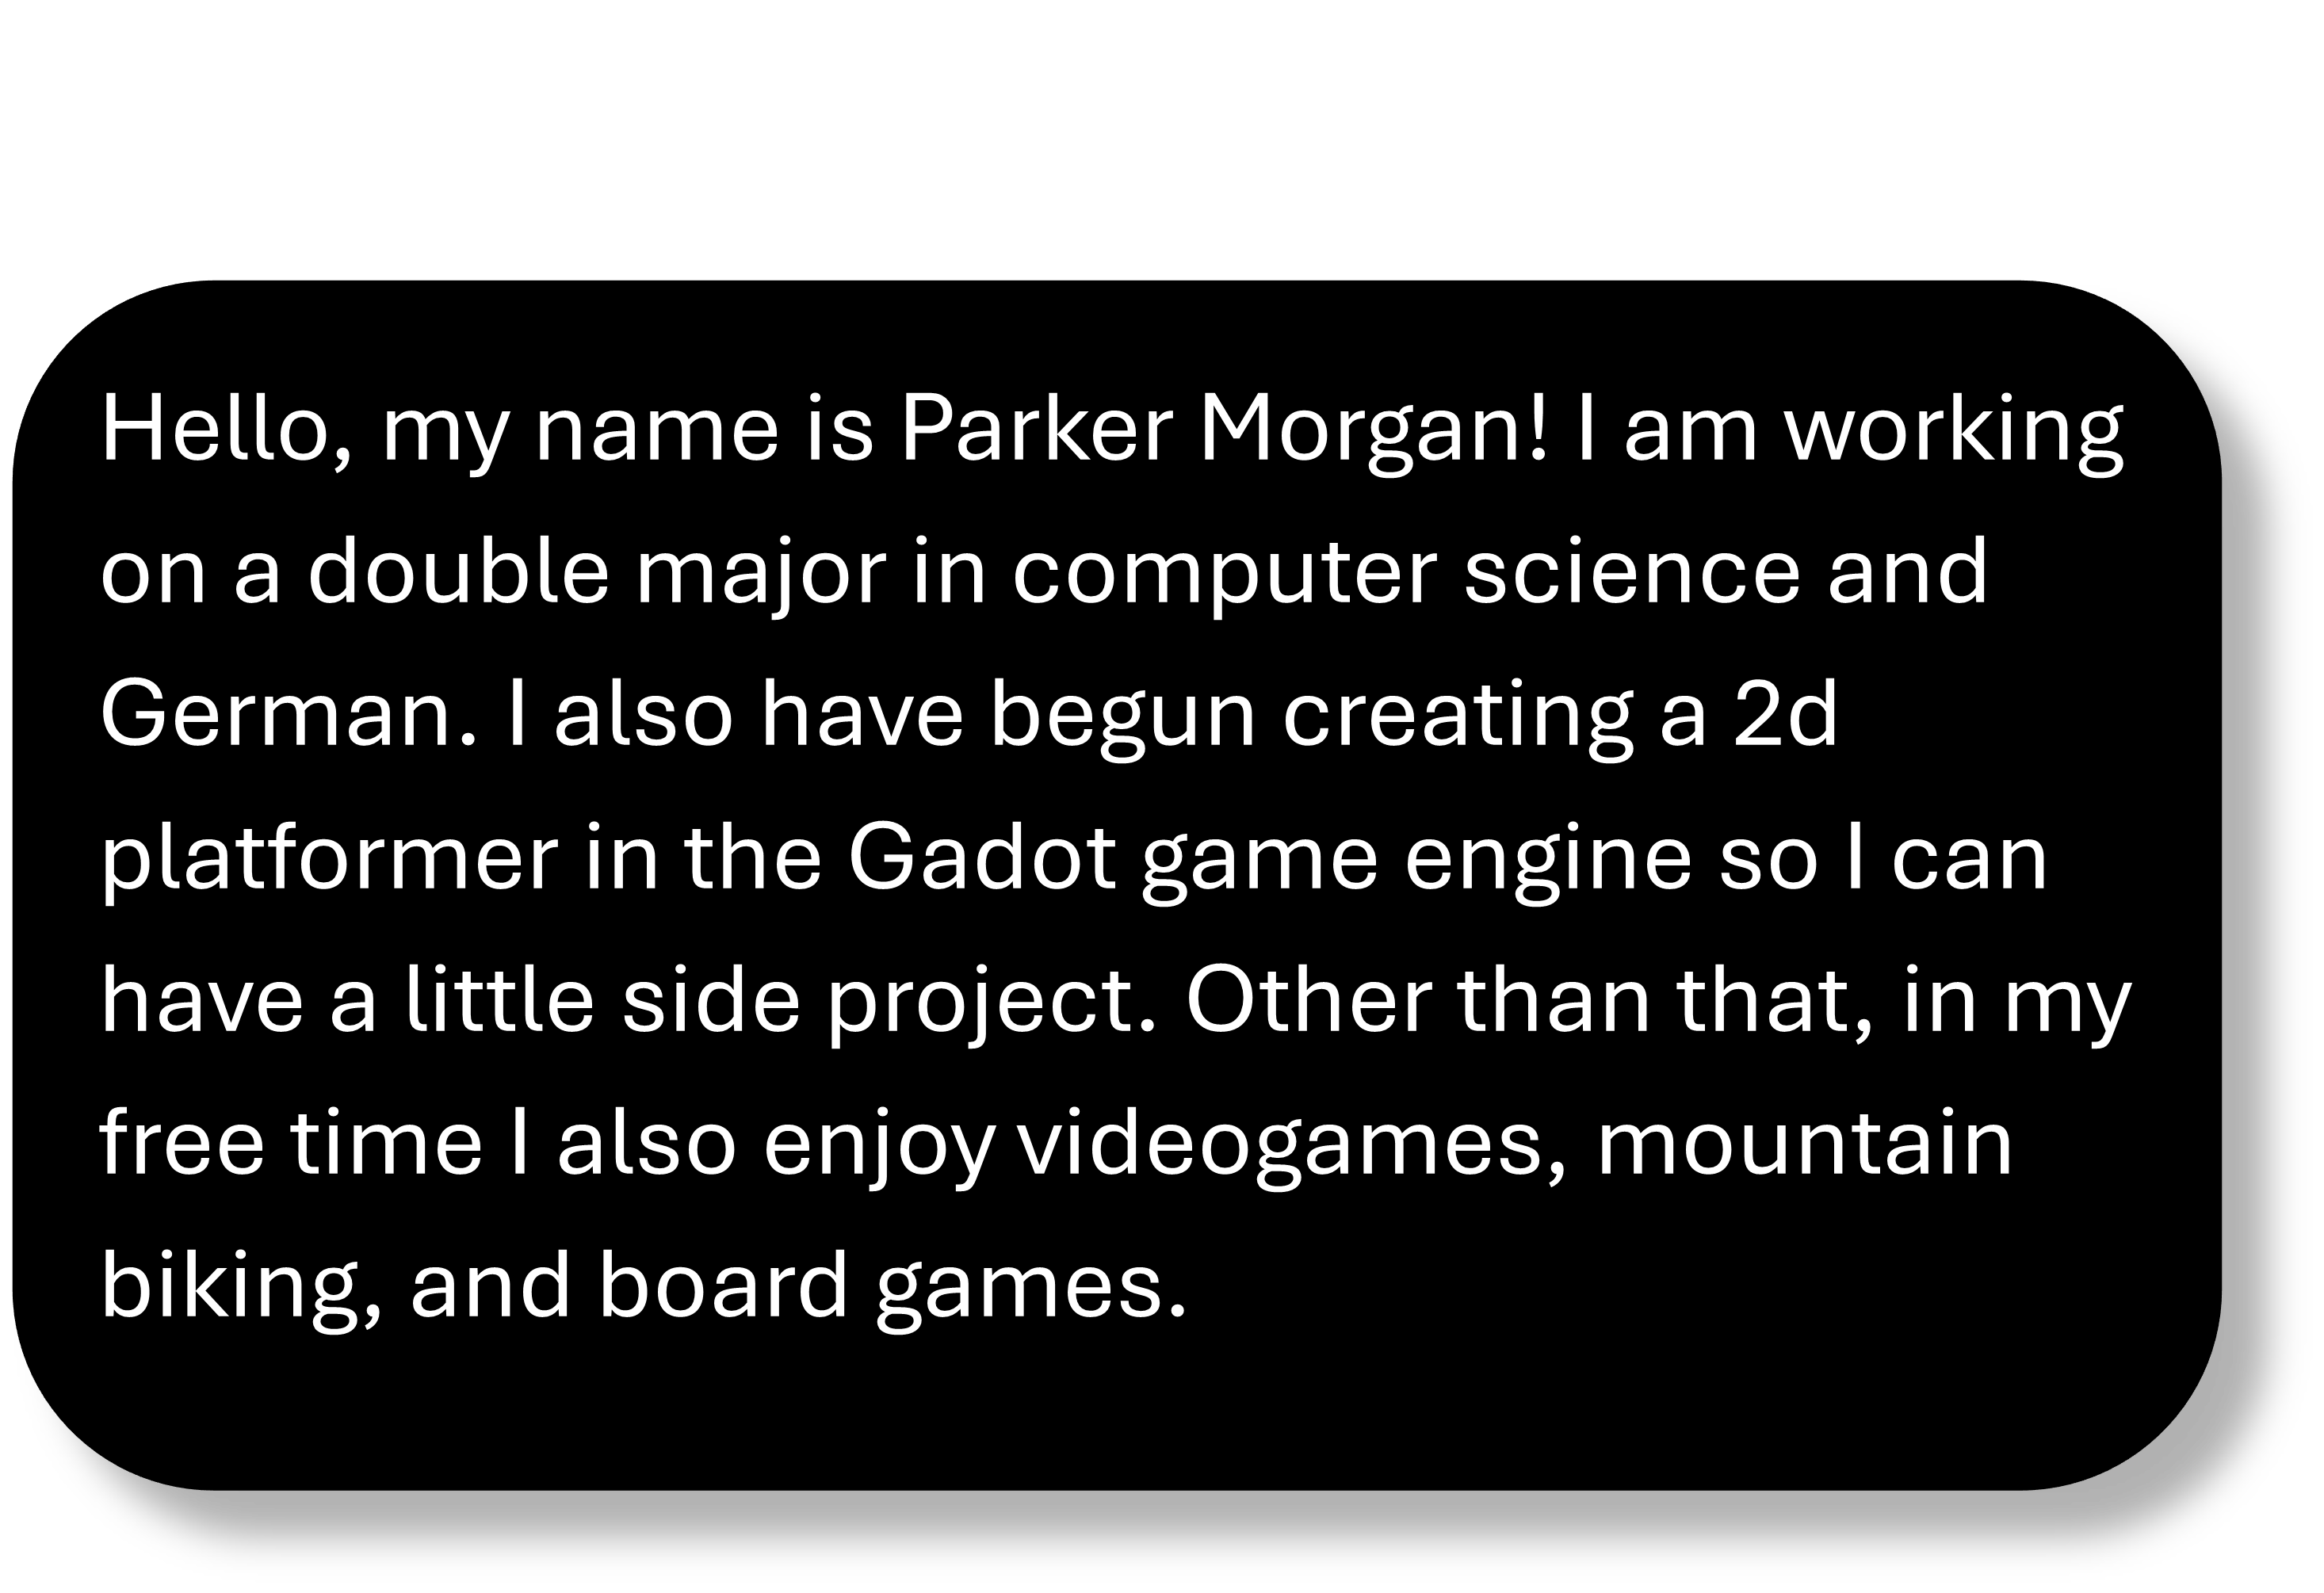 Hello, my name is Parker Morgan! I am working
on a double major in computer science and
German. I also have begun creating a 2d
platformer in the Gadot game engine so I can
have a little side project. Other than that, in my
free time I also enjoy videogames, mountain
biking, and board games.